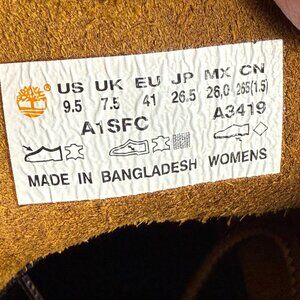 US UK EU JP MX CN
9.5 7.5 41 26.5 26.0 265(1.5)
A1SFC A3419
MADE IN BANGLADESH WOMENS